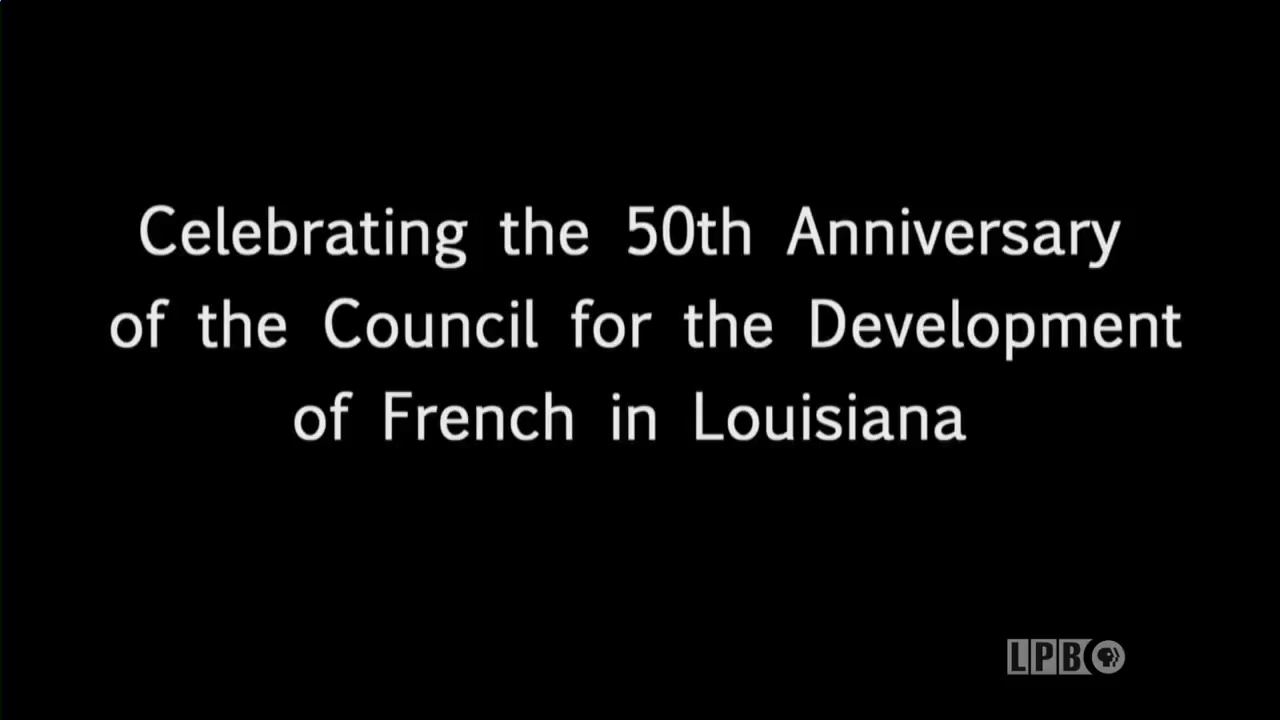 Celebrating the 50th Anniversary
of the Council for the Development
of French in Louisiana
LPB